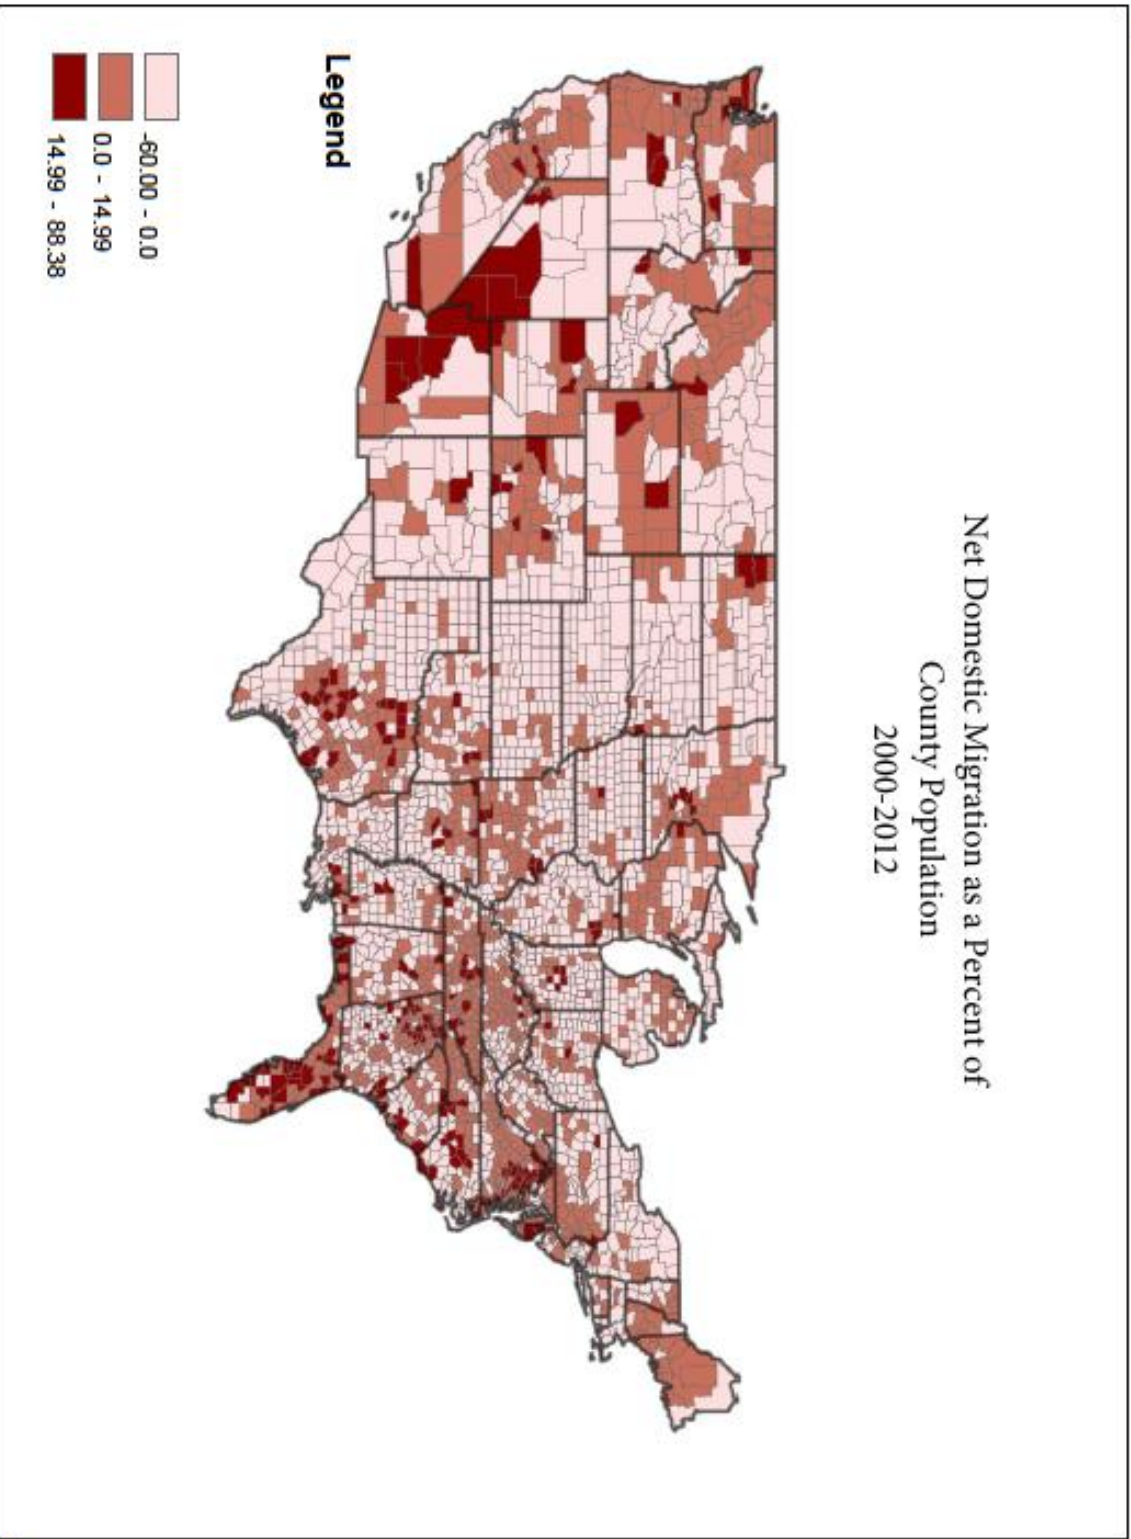 Net Domestic Migration as a Percent of
County Population
2000-2012
Legend
-60.00 - 0.0
0.0 - 14.99
14.99 - 88.38